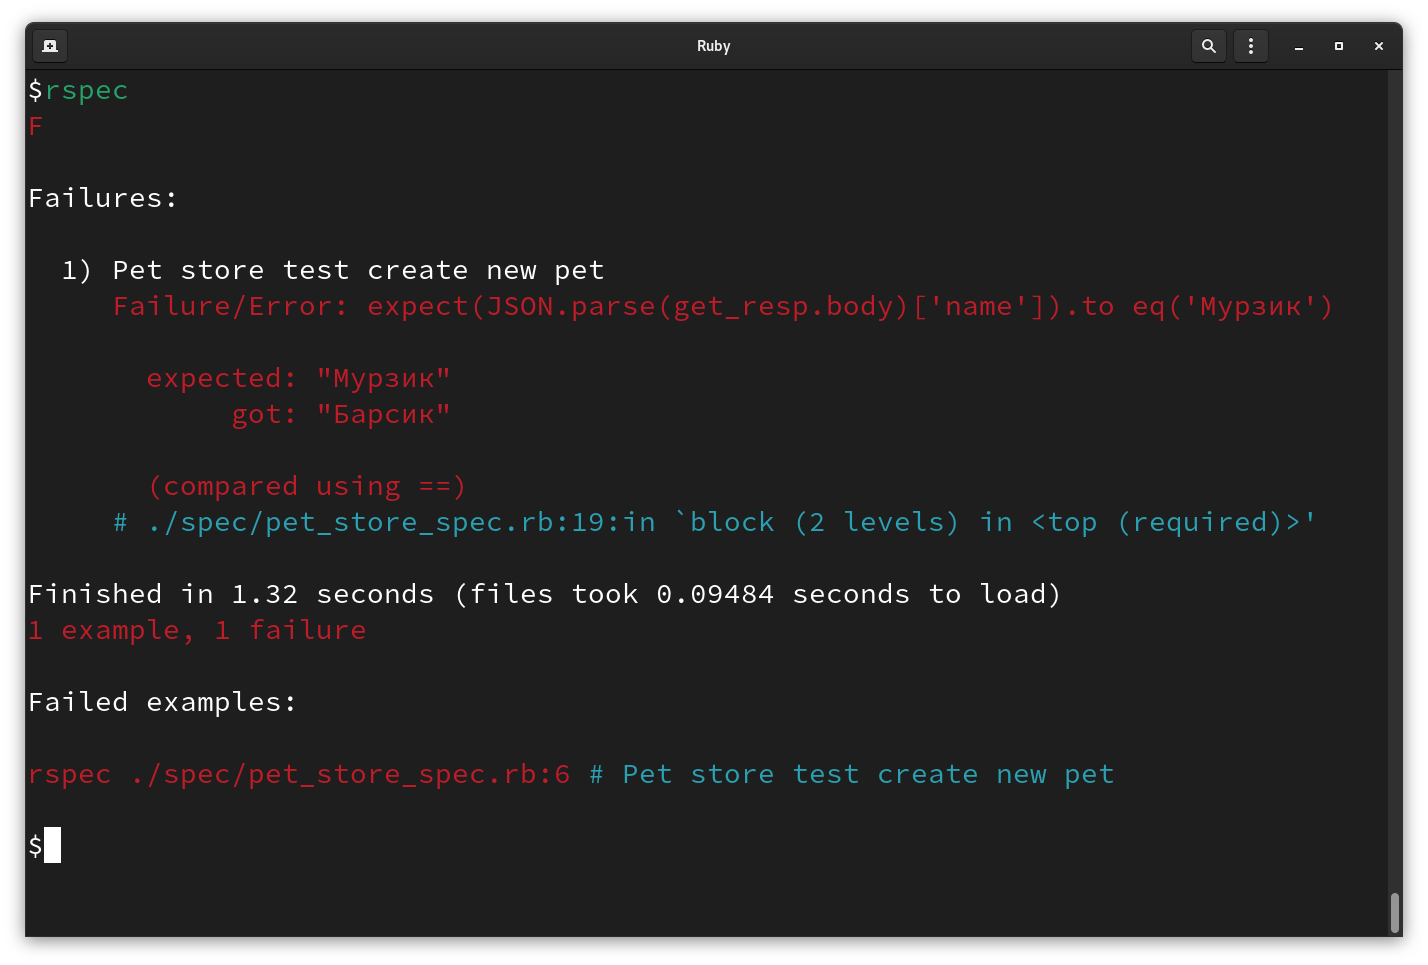 Ruby
$rspec
F
Failures:
1) Pet store test create new pet
Failure/Error: expect(JSON.parse(get_resp.body)['name']).to eq('Мурзик')
expected: "Мурзик"
got: "Барсик"
(compared using ==)
# ./spec/pet_store_spec.rb:19:in `block (2 levels) in <top (required)>'
Finished in 1.32 seconds (files took 0.09484 seconds to load)
1 example, 1 failure
Failed examples:
rspec ./spec/pet_store_spec.rb:6 # Pet store test create new pet
$